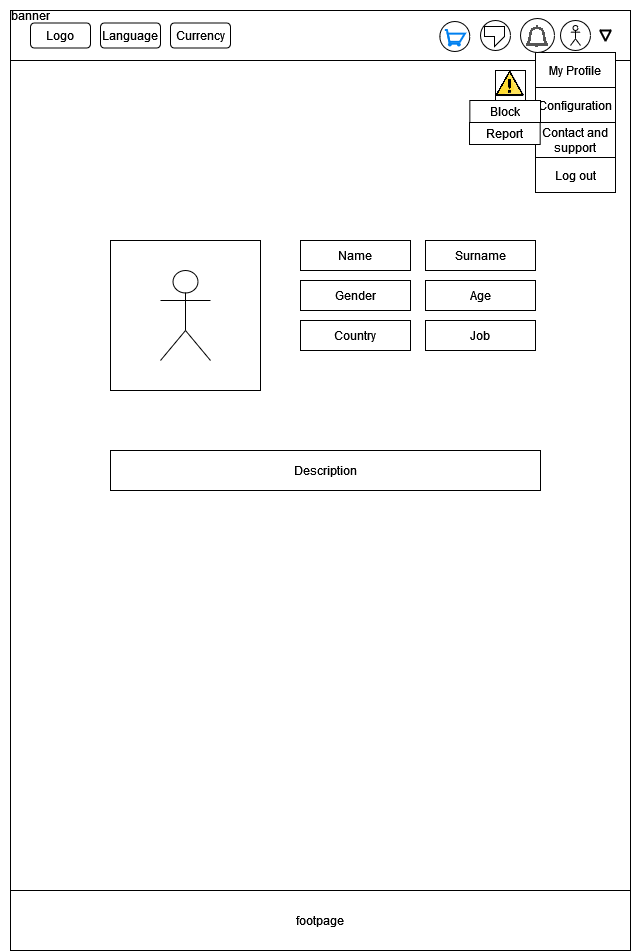 banner
Logo
Language
Currency
My Profile
Configuration
Contact and
support
Log out
Block
Report
Name
Surname
Gender
Age
Country
Job
Description
footpage